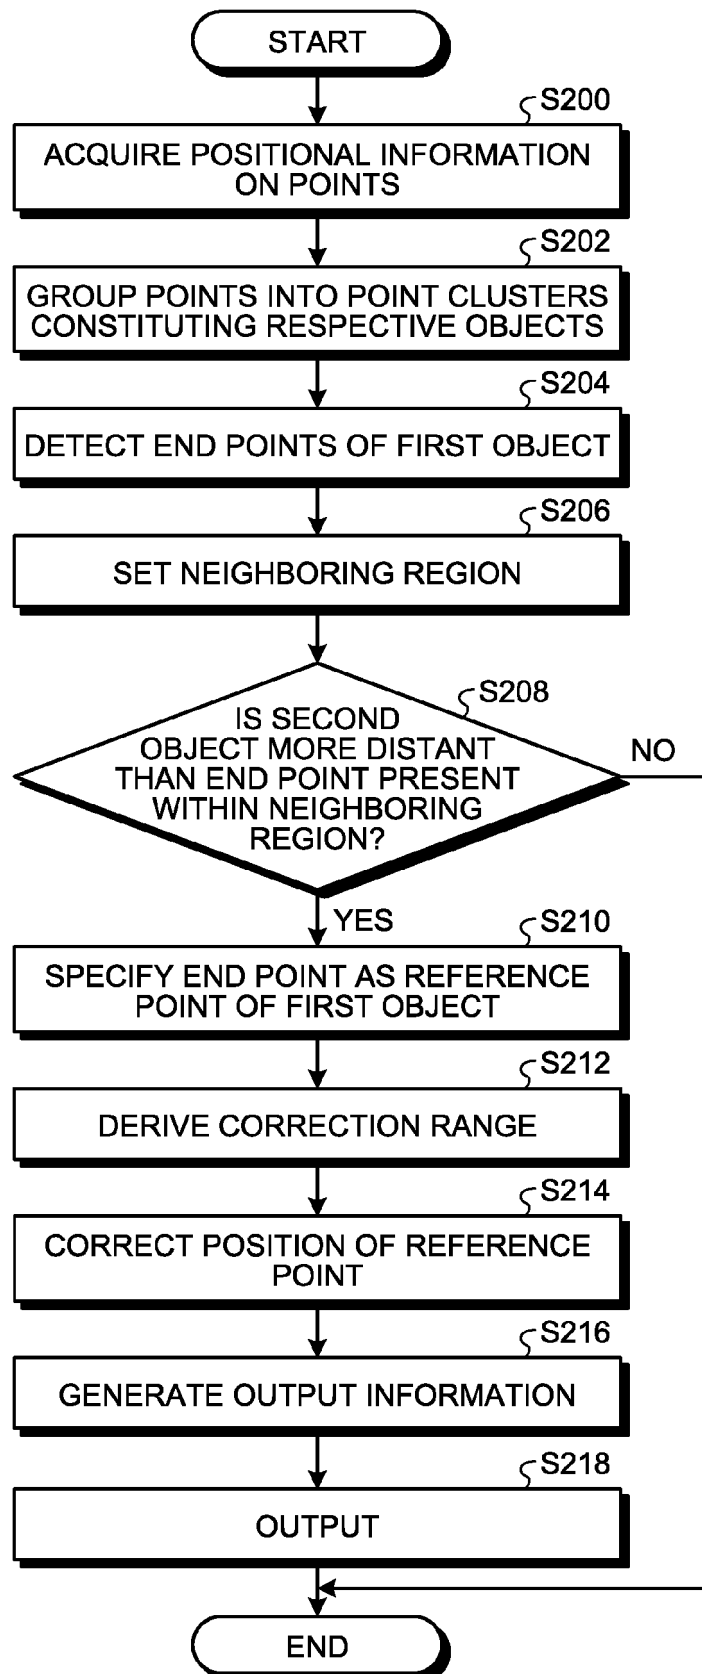 START
S200
ACQUIRE POSITIONAL INFORMATION
ON POINTS
S202
GROUP POINTS INTO POINT CLUSTERS
CONSTITUTING RESPECTIVE OBJECTS
S204
DETECT END POINTS OF FIRST OBJECT
S206
SET NEIGHBORING REGION
S208
IS SECOND
OBJECT MORE DISTANT
THAN END POINT PRESENT
WITHIN NEIGHBORING
REGION?
NO
YES
S210
SPECIFY END POINT AS REFERENCE
POINT OF FIRST OBJECT
S212
DERIVE CORRECTION RANGE
S214
CORRECT POSITION OF REFERENCE
POINT
S216
GENERATE OUTPUT INFORMATION
S218
OUTPUT
END